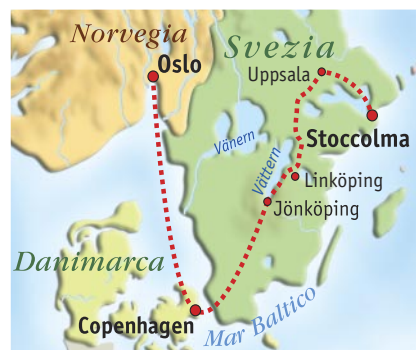 Norvegia
Svezia
Oslo
Uppsala
Stoccolma
Vänern
Vättern
Linköping
Jönköping
Danimarca
Copenhagen
Mar Baltico